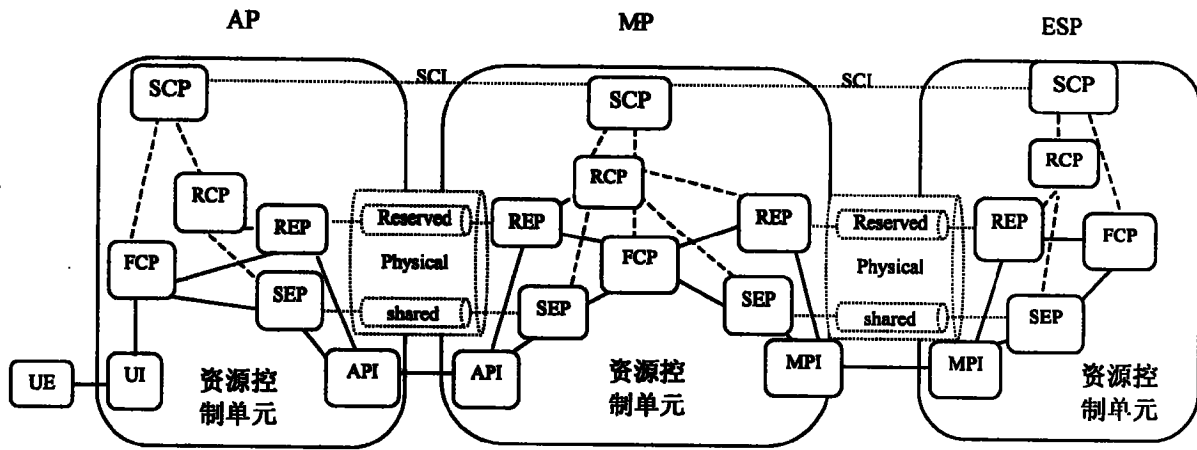 AP
MP
ESP
SCP
SCI
SCP
SCI
SCP
RCP
RCP
RCP
REP
Reserved
REP
REP
Reserved
REP
FCP
Physical
FCP
Physical
FCP
SEP
shared
SEP
SEP
shared
SEP
UE
UI
资源控
制单元
API
API
资源控
制单元
MPI
MPI
资源控
制单元